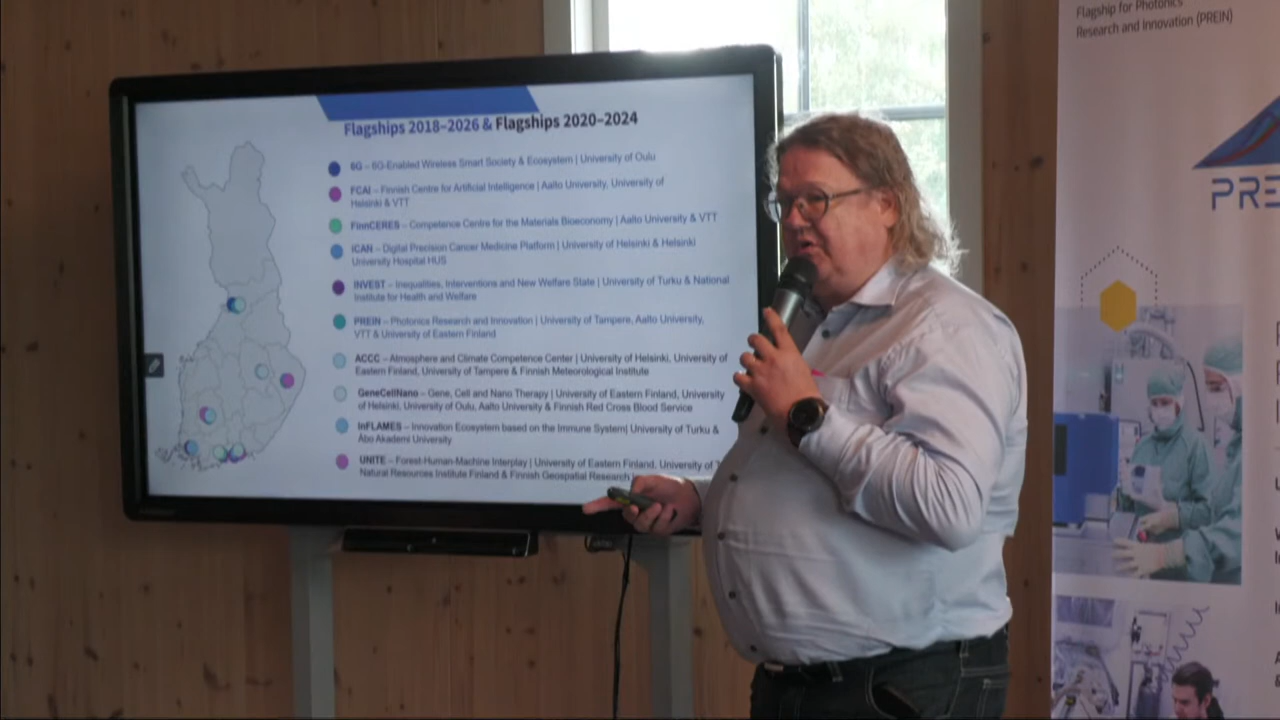 Flagship for Photonics
Research and Innovation (PREIN)
Flagships 2018–2026 & Flagships 2020–2024
6G – 6G-Enabled Wireless Smart Society & Ecosystem | University of Oulu
FCAI – Finnish Centre for Artificial Intelligence | Aalto University, University of
Helsinki & VTT
FinnCERES – Competence Centre for the Materials Bioeconomy | Aalto University & VTT
iCAN – Digital Precision Cancer Medicine Platform | University of Helsinki & Helsinki
University Hospital HUS
INVEST – Inequalities, Interventions and New Welfare State | University of Turku & National
Institute for Health and Welfare
PREIN – Photonics Research and Innovation | University of Tampere, Aalto University,
VTT & University of Eastern Finland
ACCC – Atmosphere and Climate Competence Center | University of Helsinki, University of
Eastern Finland, University of Tampere & Finnish Meteorological Institute
GeneCellNano – Gene, Cell and Nano Therapy | University of Eastern Finland, University
of Helsinki, University of Oulu, Aalto University & Finnish Red Cross Blood Service
InFLAMES – Innovation Ecosystem based on the Immune System| University of Turku &
Åbo Akademi University
UNITE – Forest-Human-Machine Interplay | University of Eastern Finland, University of
Natural Resources Institute Finland & Finnish Geospatial Research
PRE